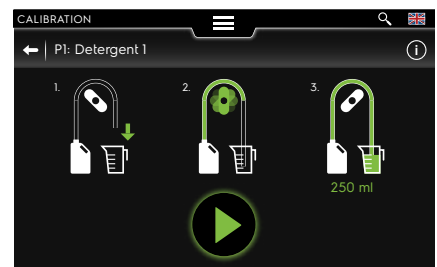 CALIBRATION
P1: Detergent 1
1.
2.
3.
250 ml